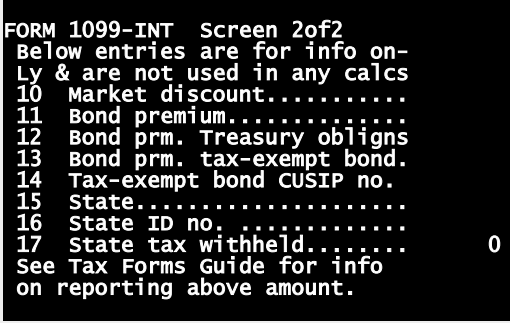 FORM 1099-INT  Screen 2of2
Below entries are for info on-
Ly & are not used in any calcs
10  Market discount...........
11  Bond premium..............
12  Bond prm. Treasury obligns
13  Bond prm. tax-exempt bond.
14  Tax-exempt bond CUSIP no.
15  State.....................
16  State ID no. .............
17  State tax withheld........      0
See Tax Forms Guide for info
on reporting above amount.